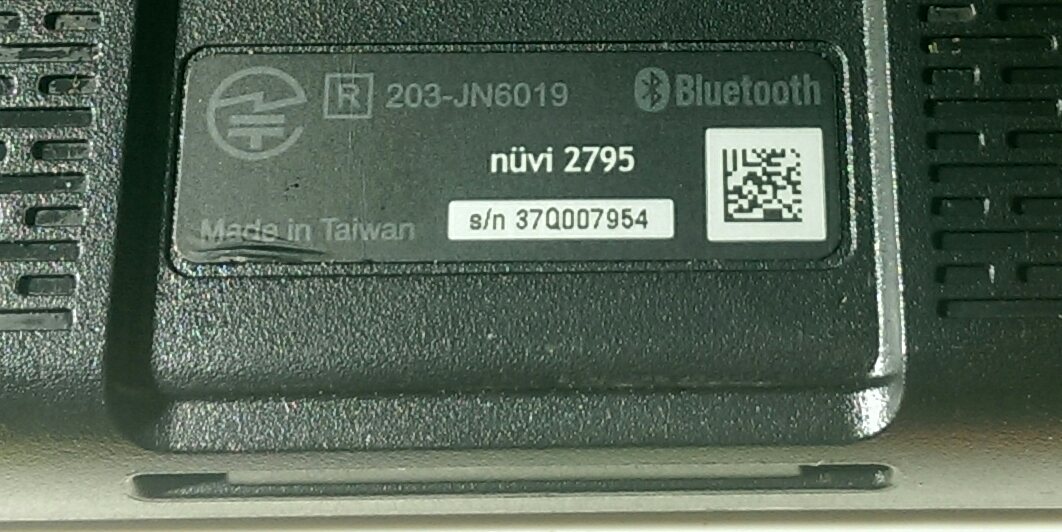 R 203-JN6019 Bluetooth
nüvi 2795
s/n 37Q007954
Made in Taiwan